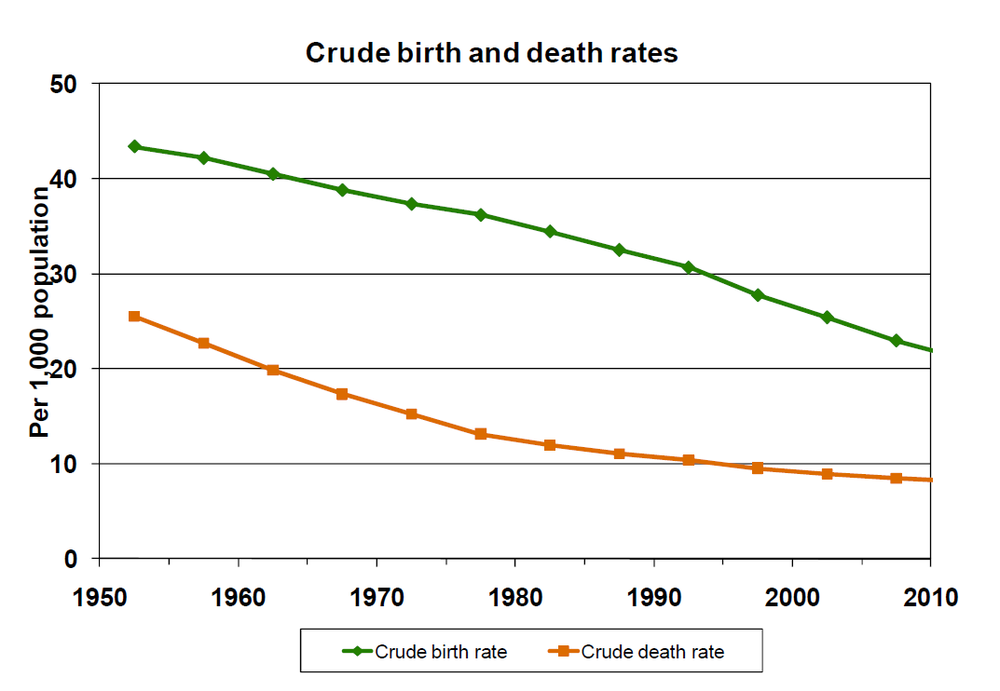 Crude birth and death rates
50
40
30
20
10
0
Per 1,000 population
1950 1960 1970 1980 1990 2000 2010
Crude birth rate Crude death rate